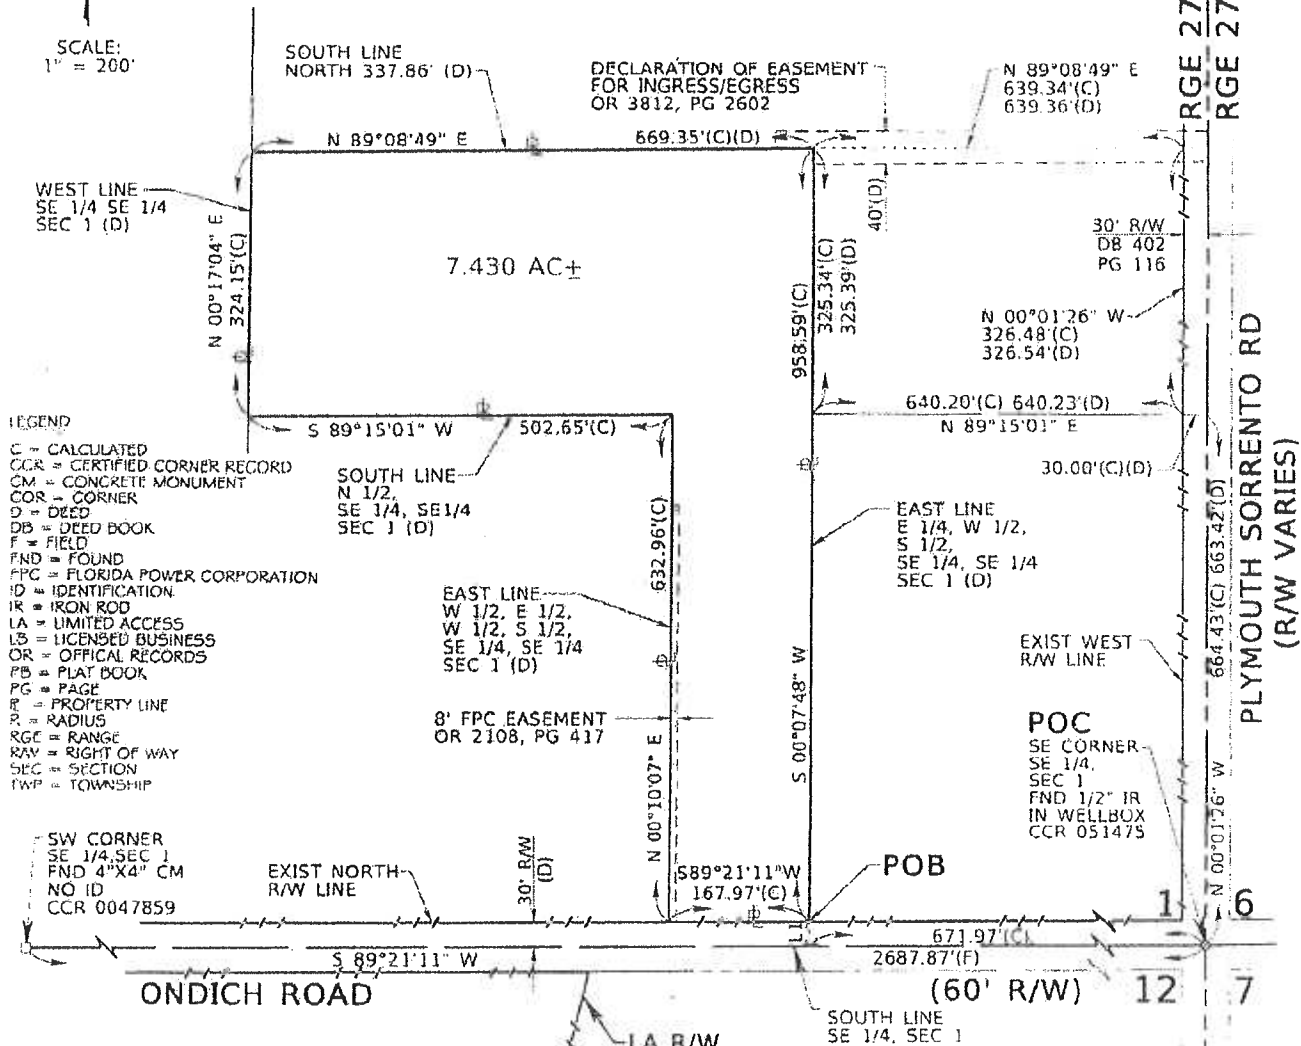 SCALE:
1" = 200'
SOUTH LINE
NORTH 337.86' (D)
DECLARATION OF EASEMENT
FOR INGRESS/EGRESS
OR 3812, PG 2602
N 89°08'49" E
639.34'(C)
639.36'(D)
RGE 27
RGE 27
N 89°08'49" E
669.35'(C)(D)
WEST LINE
SE 1/4 SE 1/4
SEC 1 (D)
N 00°17'04" E
324.15'(C)
7.430 AC±
40'(D)
958.59'(C)
325.34'(C)
325.39'(D)
30' R/W
DB 402
PG 116
N 00°01'26" W
326.48'(C)
326.54'(D)
PLYMOUTH SORRENTO RD
(R/W VARIES)
640.20'(C) 640.23'(D)
N 89°15'01" E
30.00'(C)(D)
S 89°15'01" W
502.65'(C)
SOUTH LINE
N 1/2,
SE 1/4, SE1/4
SEC 1 (D)
LEGEND
C = CALCULATED
CCR = CERTIFIED CORNER RECORD
CM = CONCRETE MONUMENT
COR = CORNER
D = DEED
DB = DEED BOOK
F = FIELD
FND = FOUND
FPC = FLORIDA POWER CORPORATION
ID = IDENTIFICATION
IR = IRON ROD
LA = LIMITED ACCESS
LB = LICENSED BUSINESS
OR = OFFICAL RECORDS
PB = PLAT BOOK
PG = PAGE
℄ = PROPERTY LINE
R = RADIUS
RGE = RANGE
R/W = RIGHT OF WAY
SEC = SECTION
TWP = TOWNSHIP
632.96'(C)
EAST LINE
W 1/2, E 1/2,
W 1/2, S 1/2,
SE 1/4, SE 1/4
SEC 1 (D)
EAST LINE
E 1/4, W 1/2,
S 1/2,
SE 1/4, SE 1/4
SEC 1 (D)
664.43'(C) 663.42'(D)
EXIST WEST
R/W LINE
8' FPC EASEMENT
OR 2108, PG 417
N 00°10'07" E
S 00°07'48" W
POC
SE CORNER
SE 1/4,
SEC 1
FND 1/2" IR
IN WELLBOX
CCR 051475
N 00°01'26" W
SW CORNER
SE 1/4,SEC 1
FND 4"X4" CM
NO ID
CCR 0047859
EXIST NORTH
R/W LINE
30' R/W
(D)
S89°21'11"W
167.97'(C)
POB
1
6
L1
671.97'(C)
S 89°21'11" W
2687.87'(F)
ONDICH ROAD
(60' R/W)
12
7
SOUTH LINE
SE 1/4, SEC 1
LA R/W